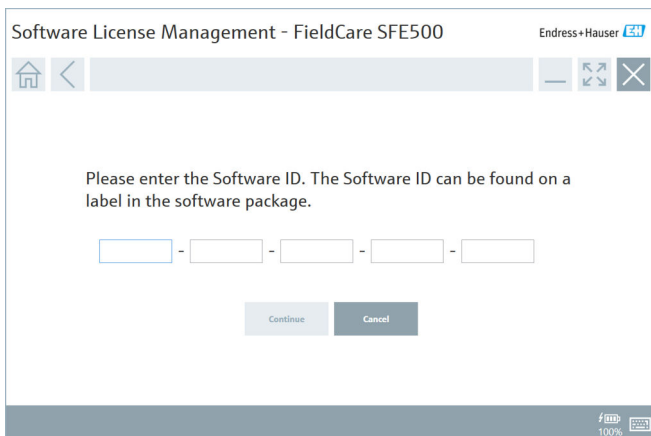 Software License Management - FieldCare SFE500
Endress+Hauser EH
Please enter the Software ID. The Software ID can be found on a
label in the software package.
- - - -
Continue Cancel
100%